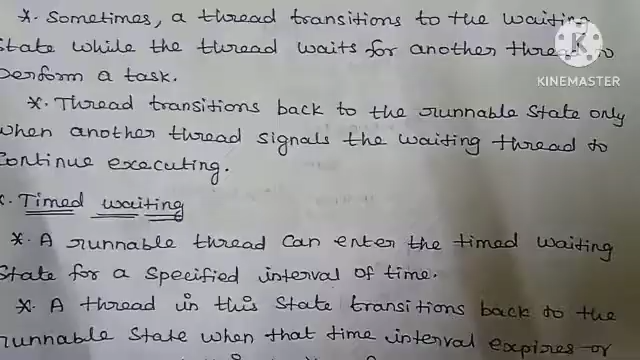 *. Sometimes, a thread transitions to the waiting
State while the thread waits for another thread to
perform a task.
*. Thread transitions back to the runnable State only
when another thread signals the waiting thread to
Continue executing.
*. Timed waiting
*. A runnable thread can enter the timed waiting
State for a specified interval of time.
*. A thread in this State transitions back to the
runnable State when that time interval expires or
KINEMASTER